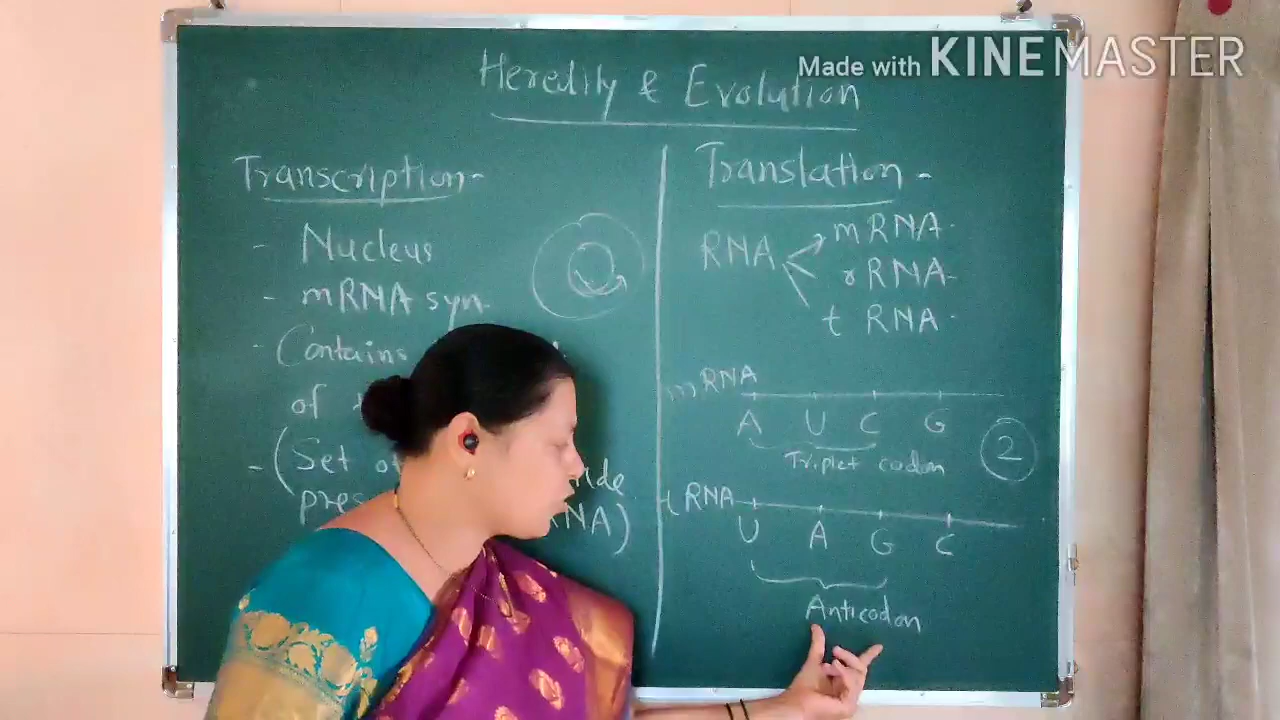 Made with KINEMASTER
Heredity & Evolution
Transcription -
- Nucleus
- mRNA syn.
- Contains
of
- (Set of
pres
RNA)
Translation -
RNA
mRNA
rRNA
t RNA
mRNA
A U C G
Triplet codon
2
tRNA
U A G C
Anticodon